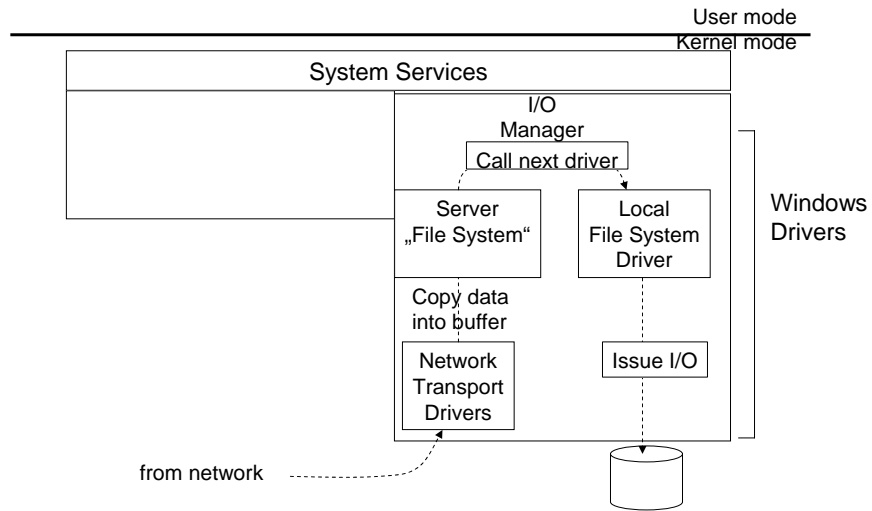 User mode
Kernel mode
System Services
I/O
Manager
Call next driver
Server
„File System“
Local
File System
Driver
Windows
Drivers
Copy data
into buffer
Network
Transport
Drivers
Issue I/O
from network